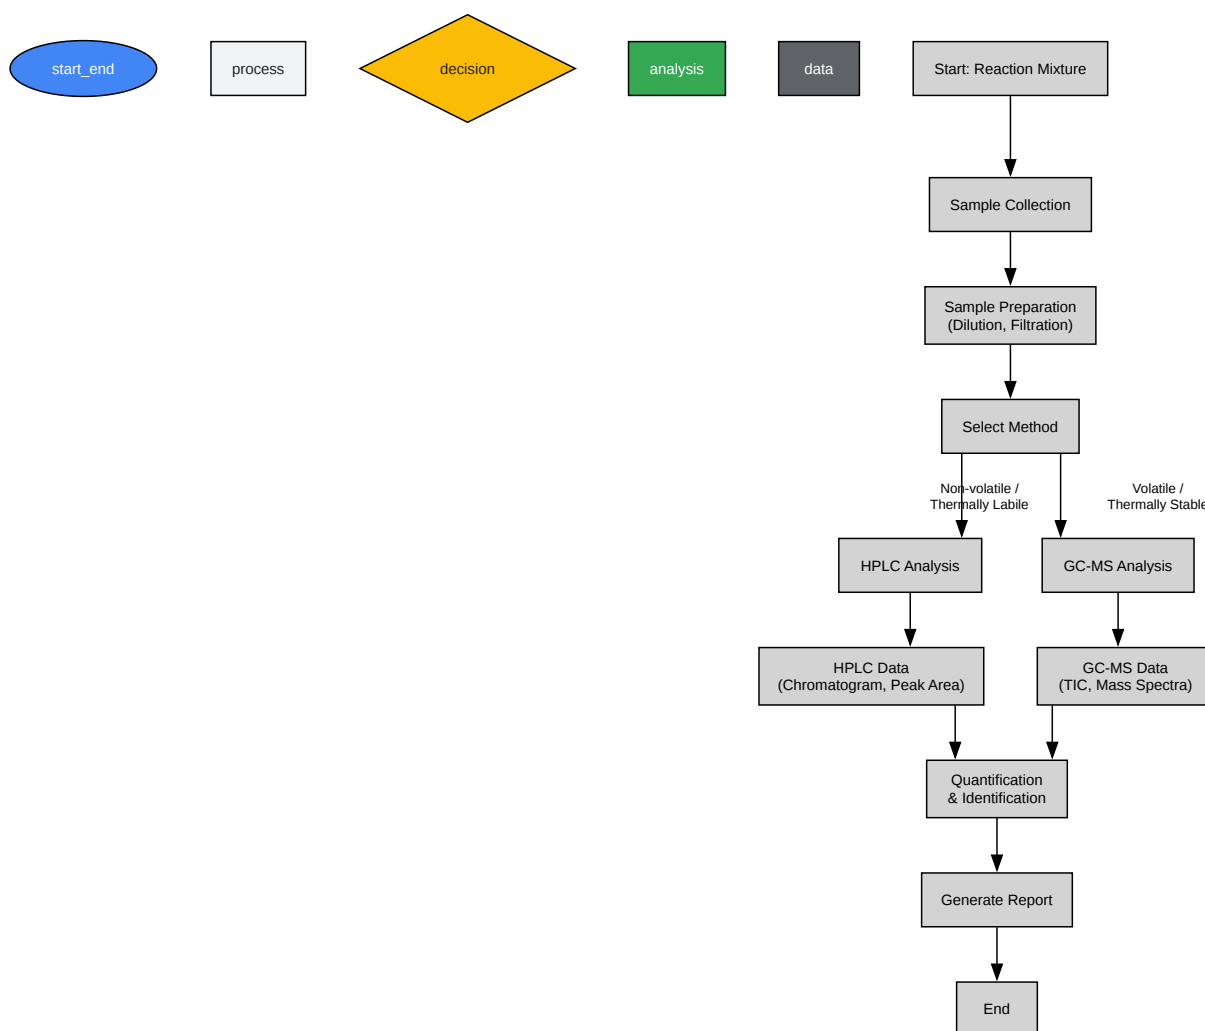 start_end
process
decision
analysis
data
Start: Reaction Mixture
Sample Collection
Sample Preparation
(Dilution, Filtration)
Select Method
Non-volatile /
Thermally Labile
Volatile /
Thermally Stable
HPLC Analysis
GC-MS Analysis
HPLC Data
(Chromatogram, Peak Area)
GC-MS Data
(TIC, Mass Spectra)
Quantification
& Identification
Generate Report
End